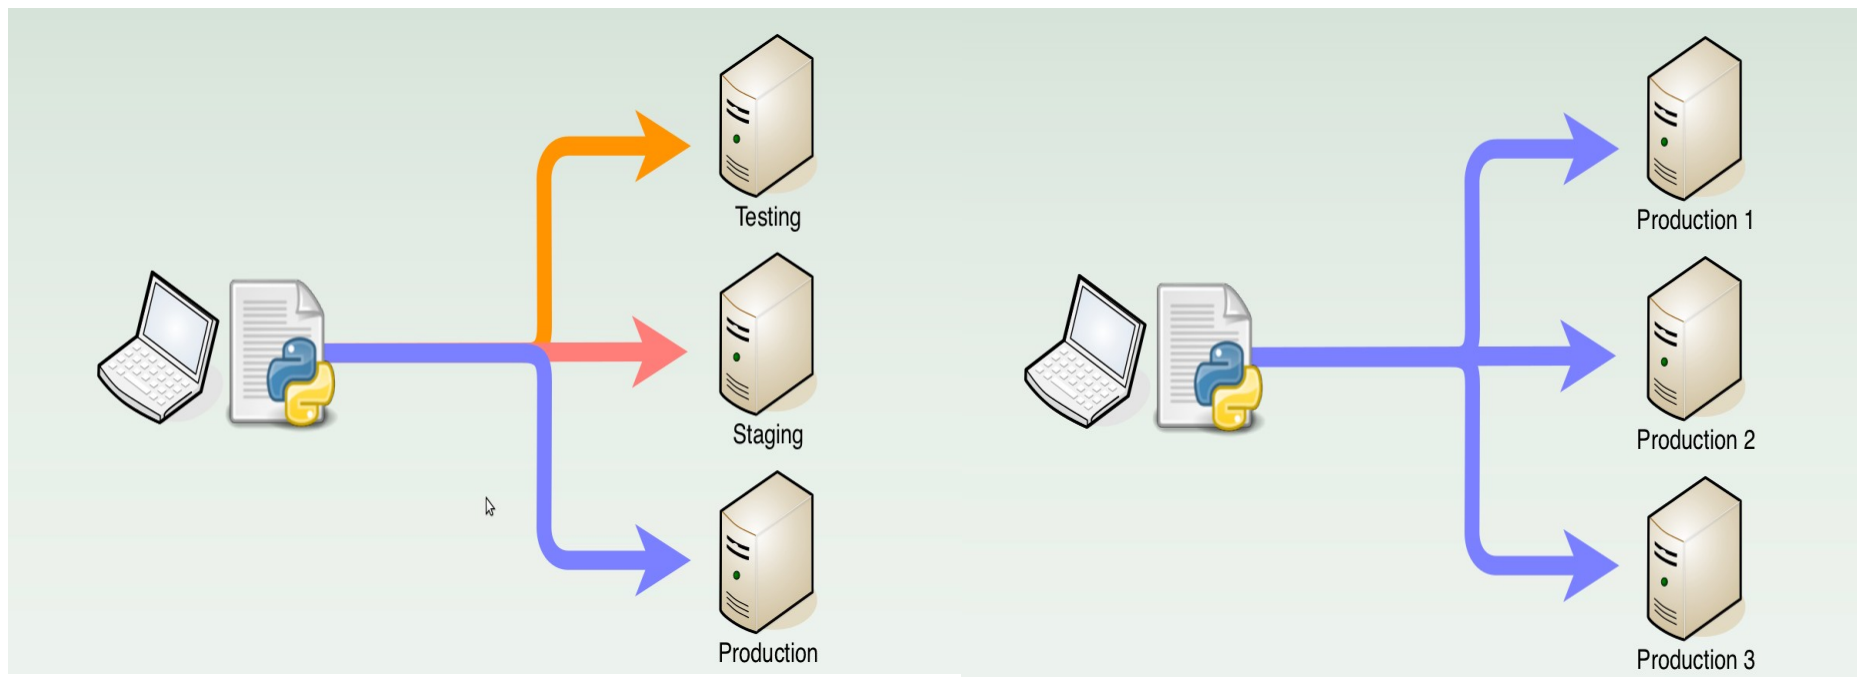 Testing
Staging
Production
Production 1
Production 2
Production 3